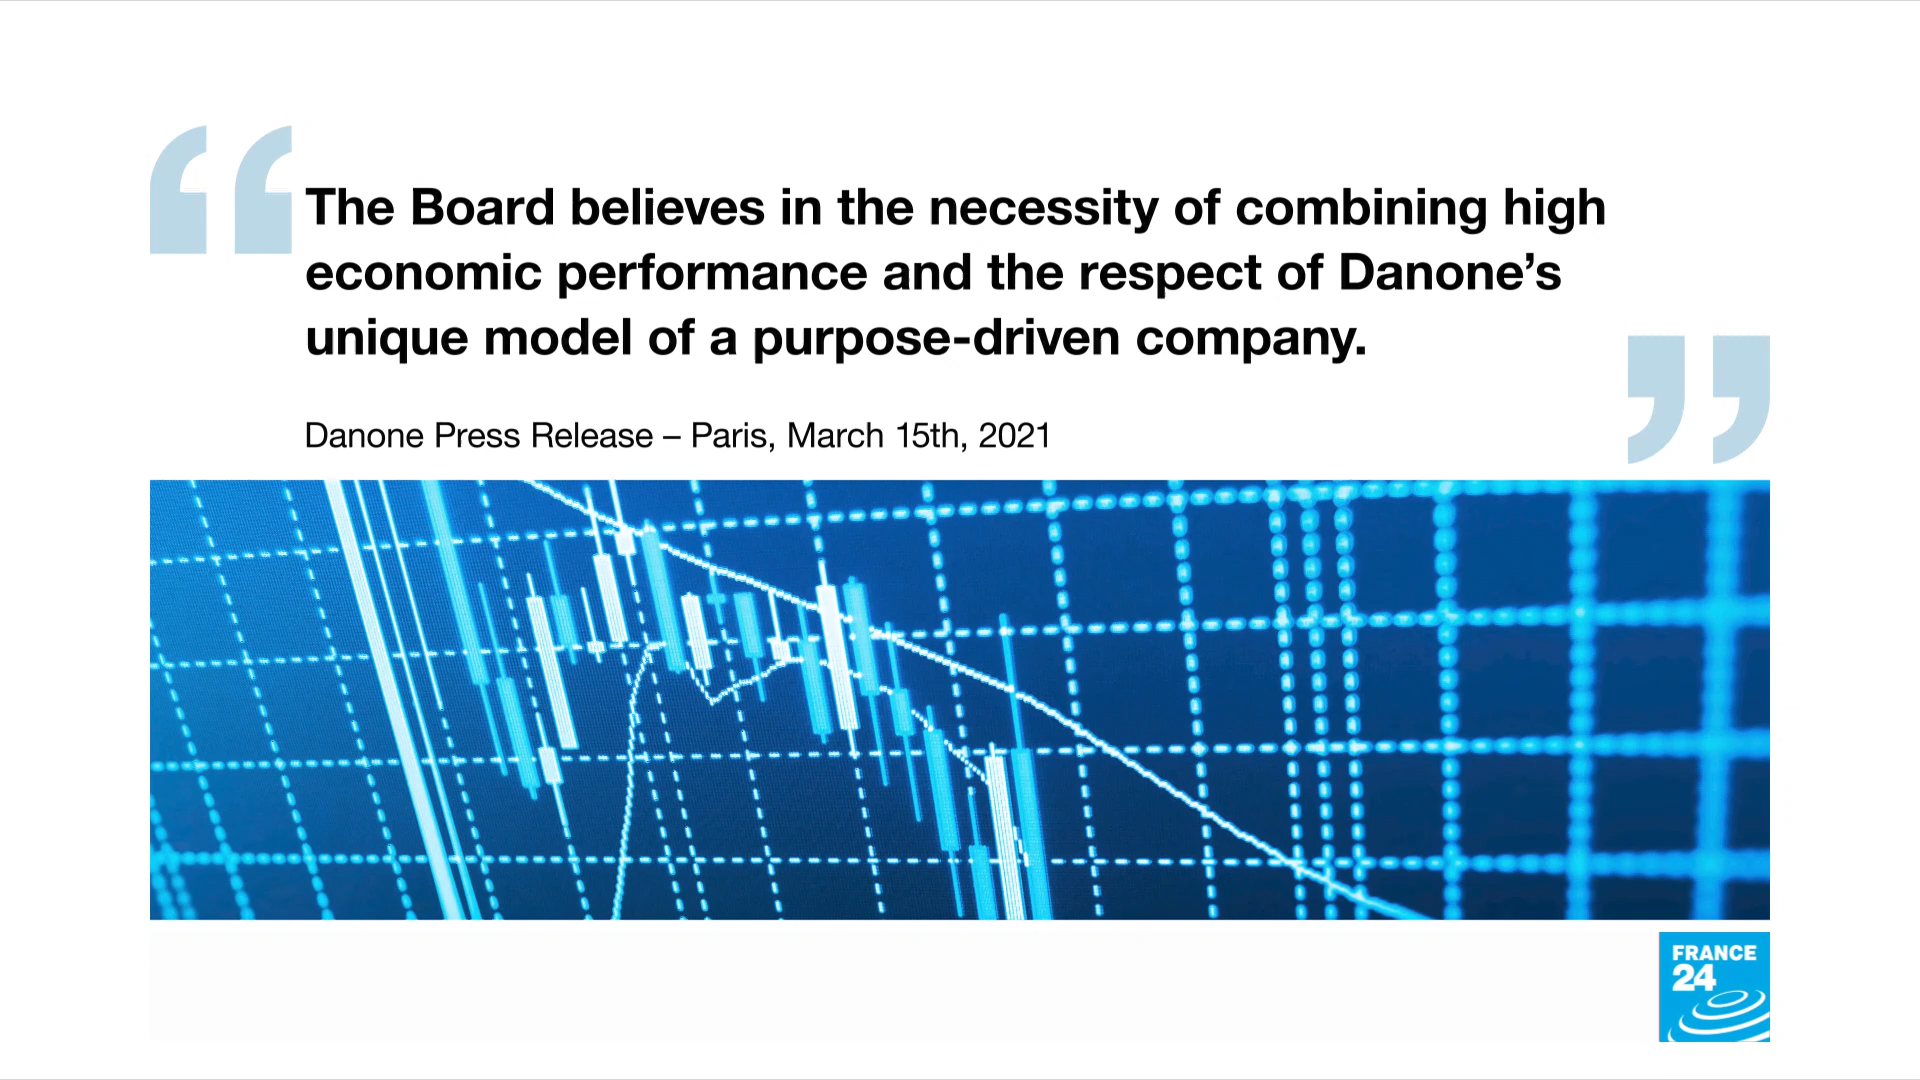 The Board believes in the necessity of combining high
economic performance and the respect of Danone’s
unique model of a purpose-driven company.
Danone Press Release – Paris, March 15th, 2021
FRANCE
24